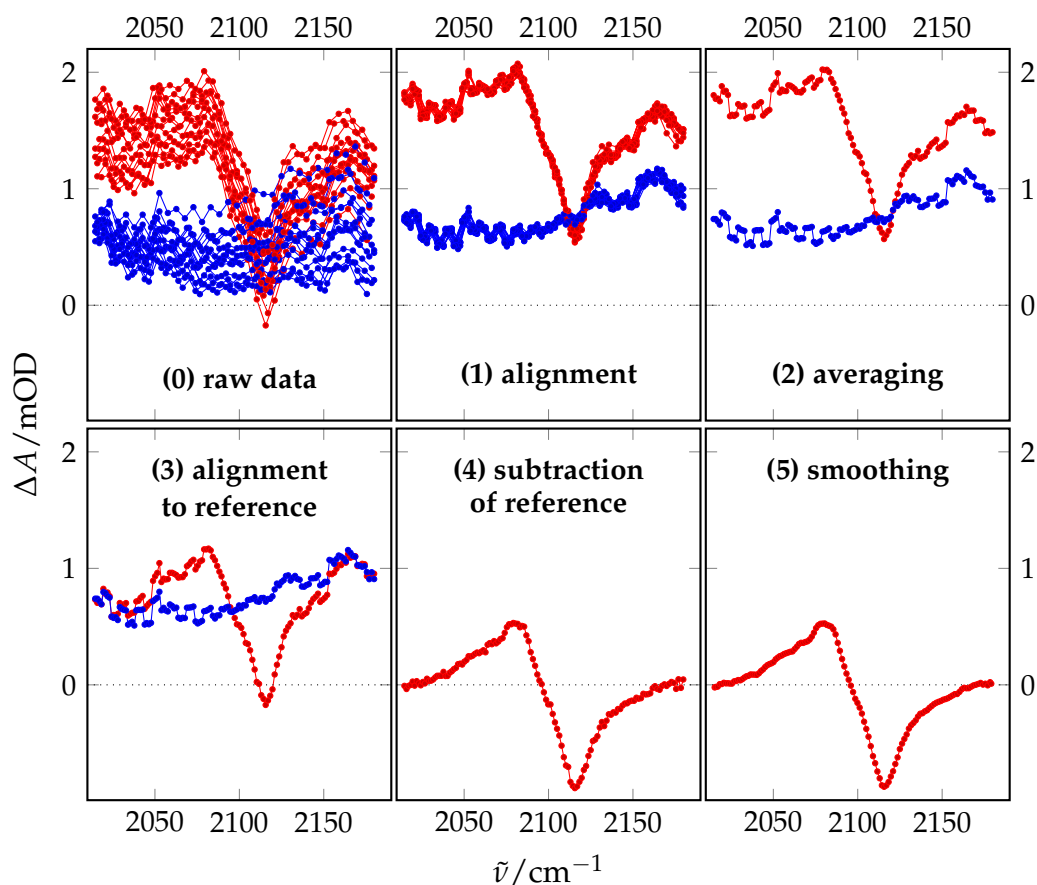 2050 2100 2150
2050 2100 2150
2050 2100 2150
2
1
0
2
1
0
(0) raw data
(1) alignment
(2) averaging
ΔA/mOD
2
1
0
2
1
0
(3) alignment
to reference
(4) subtraction
of reference
(5) smoothing
2050 2100 2150
2050 2100 2150
2050 2100 2150
ν̃/cm⁻¹